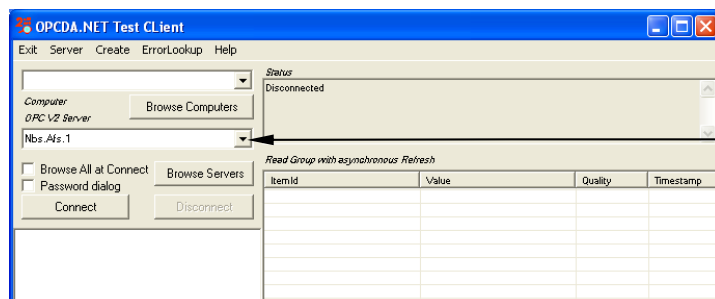 OPCDA.NET Test CLient
Exit Server Create ErrorLookup Help
Status
Disconnected
Computer
Browse Computers
OPC V2 Server
Nbs.Afs.1
Browse All at Connect
Password dialog
Browse Servers
Connect
Disconnect
Read Group with asynchronous Refresh
ItemId Value Quality Timestamp